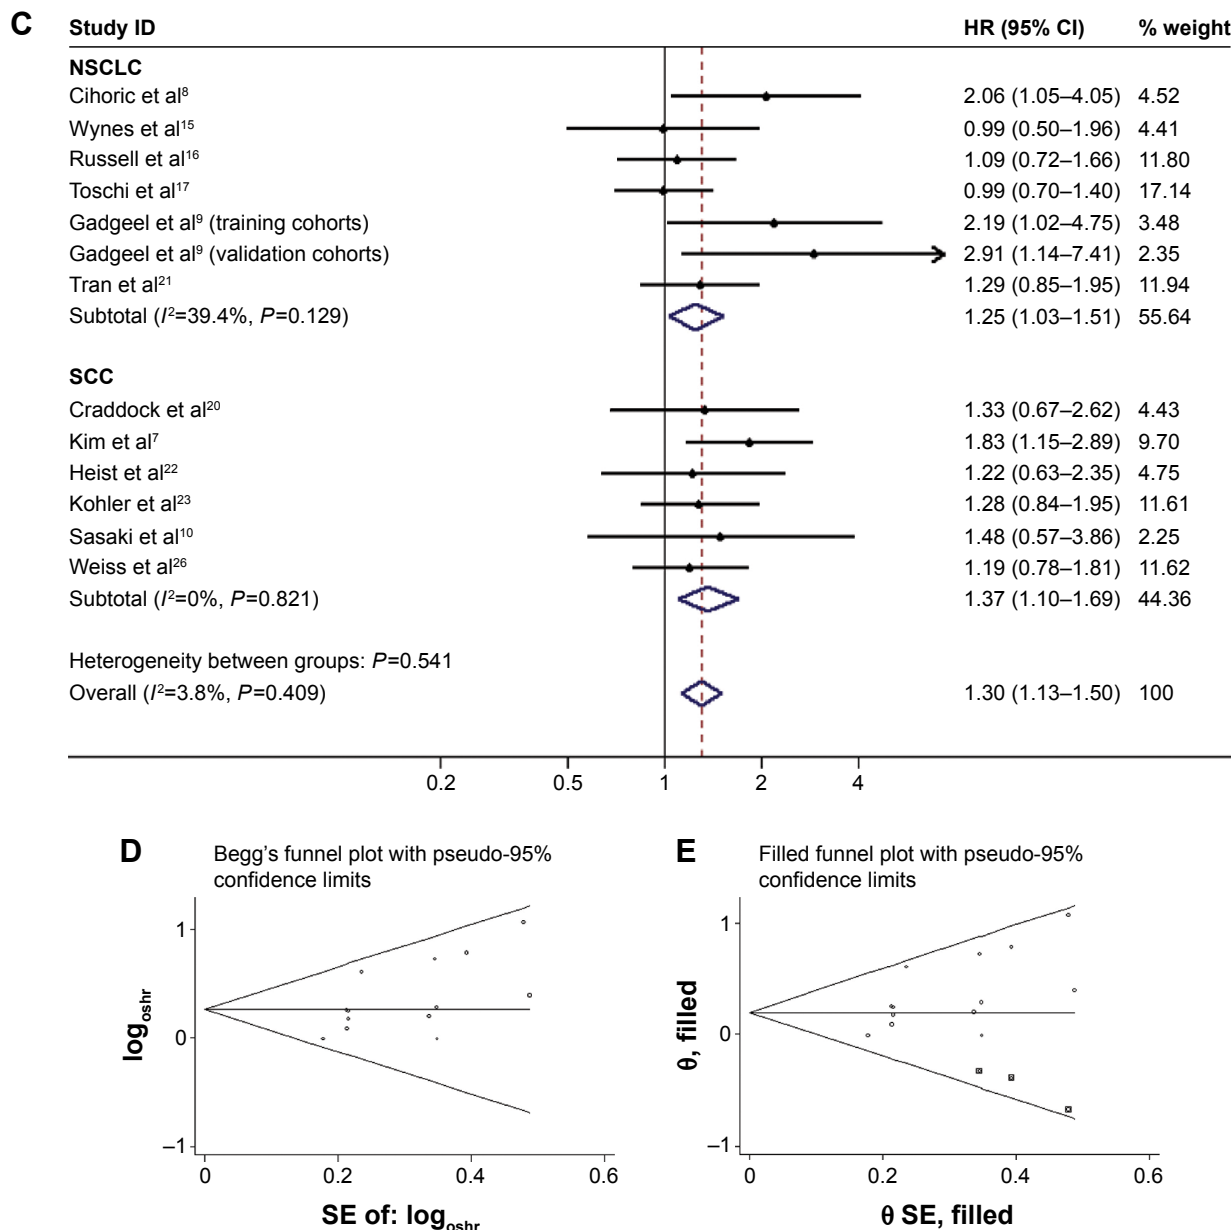 C
Study ID HR (95% CI) % weight
NSCLC
Cihoric et al⁸ 2.06 (1.05–4.05) 4.52
Wynes et al¹⁵ 0.99 (0.50–1.96) 4.41
Russell et al¹⁶ 1.09 (0.72–1.66) 11.80
Toschi et al¹⁷ 0.99 (0.70–1.40) 17.14
Gadgeel et al⁹ (training cohorts) 2.19 (1.02–4.75) 3.48
Gadgeel et al⁹ (validation cohorts) 2.91 (1.14–7.41) 2.35
Tran et al²¹ 1.29 (0.85–1.95) 11.94
Subtotal (I²=39.4%, P=0.129) 1.25 (1.03–1.51) 55.64
SCC
Craddock et al²⁰ 1.33 (0.67–2.62) 4.43
Kim et al⁷ 1.83 (1.15–2.89) 9.70
Heist et al²² 1.22 (0.63–2.35) 4.75
Kohler et al²³ 1.28 (0.84–1.95) 11.61
Sasaki et al¹⁰ 1.48 (0.57–3.86) 2.25
Weiss et al²⁶ 1.19 (0.78–1.81) 11.62
Subtotal (I²=0%, P=0.821) 1.37 (1.10–1.69) 44.36
Heterogeneity between groups: P=0.541
Overall (I²=3.8%, P=0.409) 1.30 (1.13–1.50) 100
0.2 0.5 1 2 4
D
Begg's funnel plot with pseudo-95%
confidence limits
log_oshr
1
0
–1
0 0.2 0.4 0.6
SE of: log_oshr
E
Filled funnel plot with pseudo-95%
confidence limits
θ, filled
1
0
–1
0 0.2 0.4 0.6
θ SE, filled